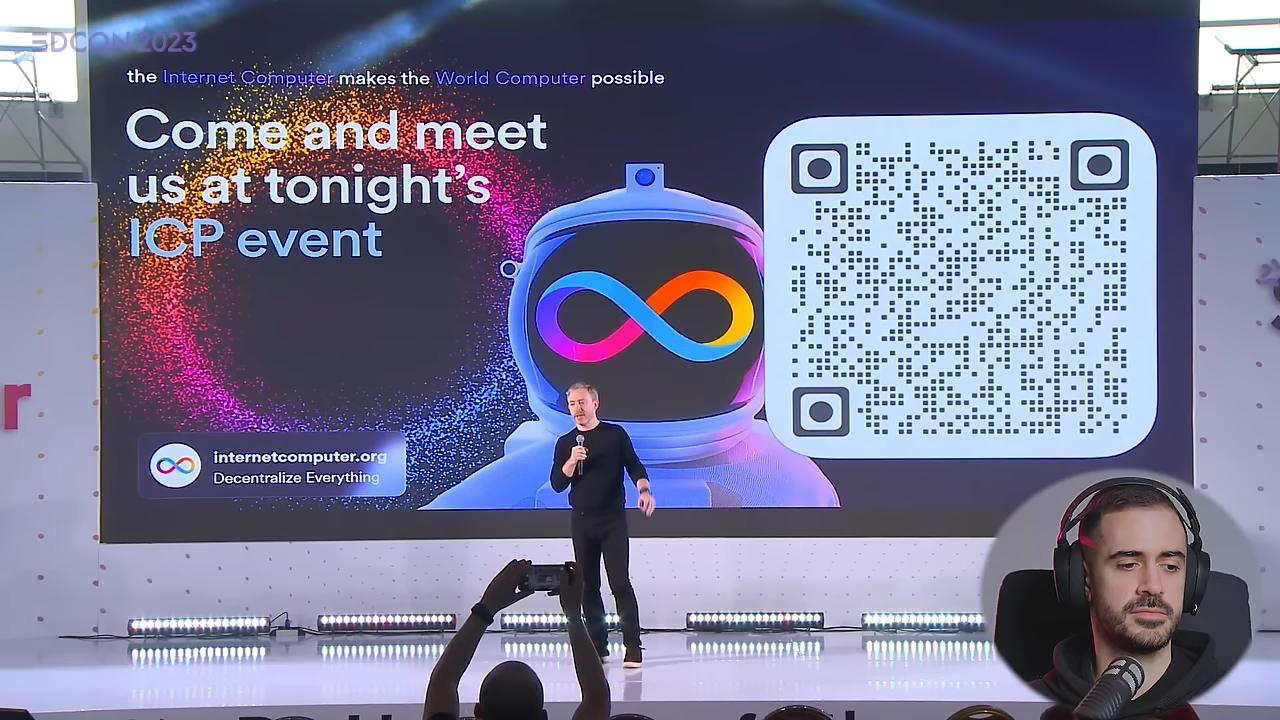 EDCON 2023
the Internet Computer makes the World Computer possible
Come and meet
us at tonight's
ICP event
internetcomputer.org
Decentralize Everything
r